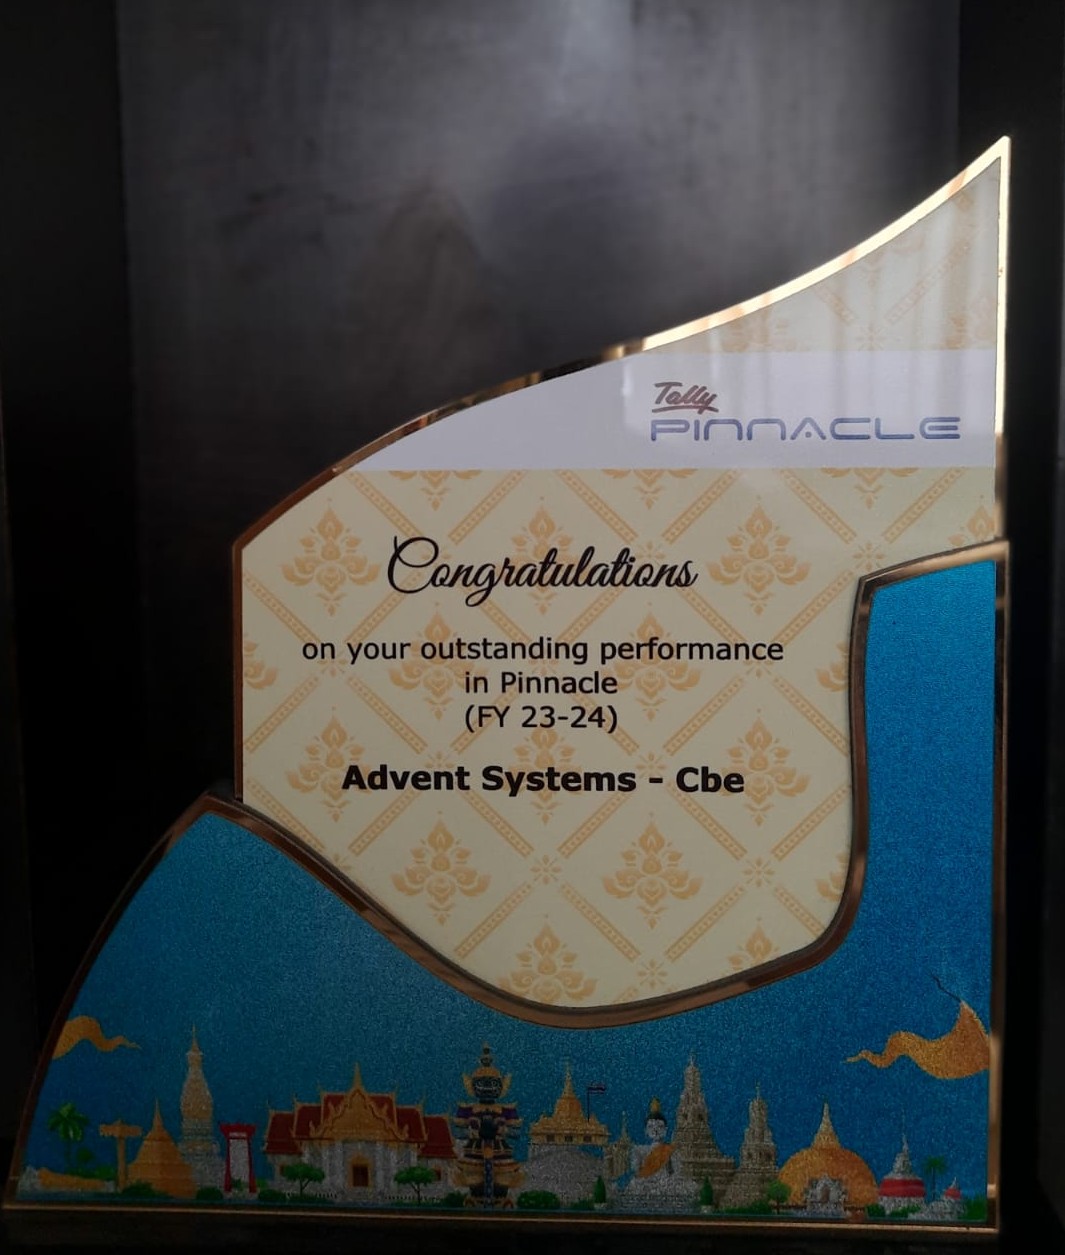 Tally
PINNACLE
Congratulations
on your outstanding performance
in Pinnacle
(FY 23-24)
Advent Systems - Cbe